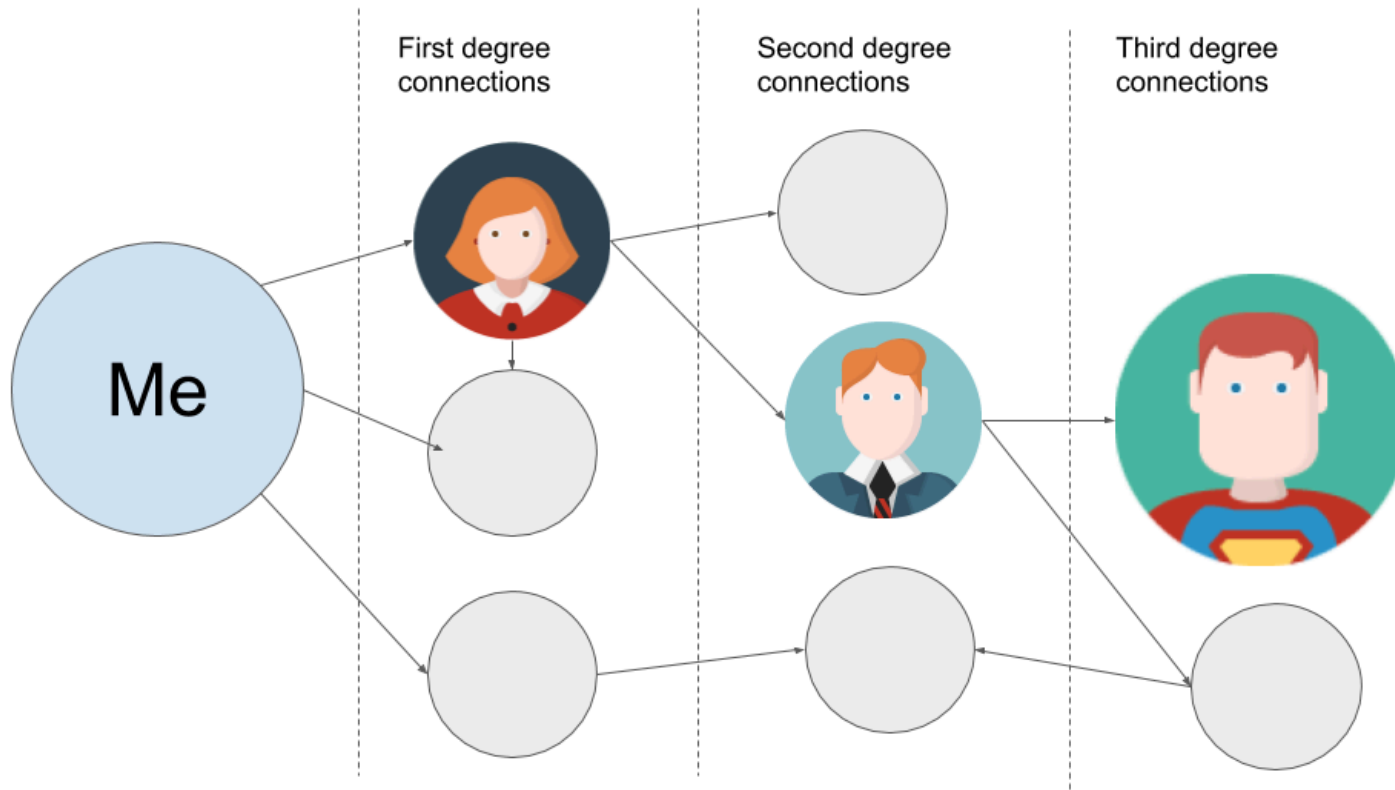 First degree
connections
Second degree
connections
Third degree
connections
Me